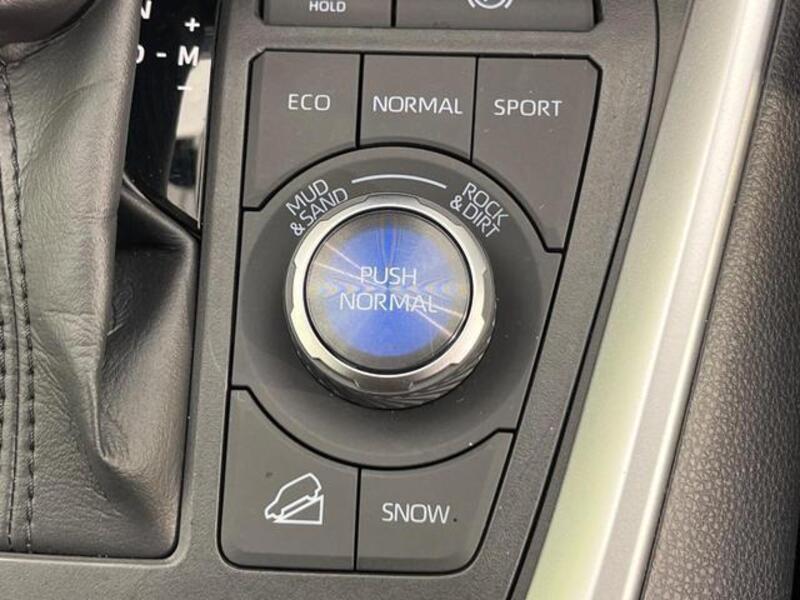 HOLD
N +
D - M
-
ECO
NORMAL
SPORT
MUD
& SAND
ROCK
& DIRT
PUSH
NORMAL
SNOW